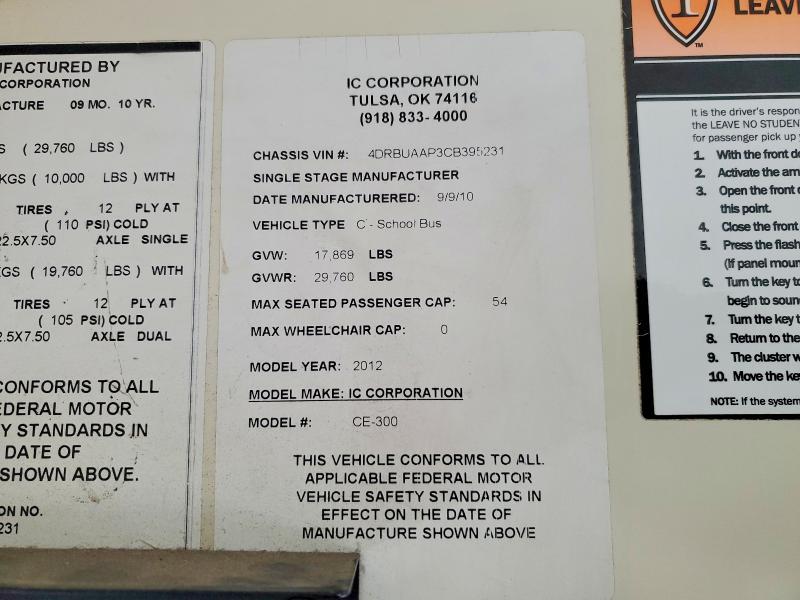 UFACTURED BY
CORPORATION
CTURE 09 MO. 10 YR.
S ( 29,760 LBS )
KGS ( 10,000 LBS ) WITH
TIRES , 12 PLY AT
( 110 PSI) COLD
22.5X7.50 AXLE SINGLE
KGS ( 19,760 LBS ) WITH
TIRES 12 PLY AT
( 105 PSI) COLD
2.5X7.50 AXLE DUAL
CONFORMS TO ALL
EDERAL MOTOR
Y STANDARDS IN
DATE OF
SHOWN ABOVE.
ON NO.
231
IC CORPORATION
TULSA, OK 74116
(918) 833- 4000
CHASSIS VIN #: 4DRBUAAP3CB395231
SINGLE STAGE MANUFACTURER
DATE MANUFACTURERED: 9/9/10
VEHICLE TYPE C - School Bus
GVW: 17,869 LBS
GVWR: 29,760 LBS
MAX SEATED PASSENGER CAP: 54
MAX WHEELCHAIR CAP: 0
MODEL YEAR: 2012
MODEL MAKE: IC CORPORATION
MODEL #: CE-300
THIS VEHICLE CONFORMS TO ALL
APPLICABLE FEDERAL MOTOR
VEHICLE SAFETY STANDARDS IN
EFFECT ON THE DATE OF
MANUFACTURE SHOWN ABOVE
LEAV
TM
It is the driver's respon
the LEAVE NO STUDEN
for passenger pick up
1. With the front do
2. Activate the am
3. Open the front
this point.
4. Close the front
5. Press the flash
(If panel moun
6. Turn the key to
begin to soun
7. Turn the key t
8. Return to the
9. The cluster w
10. Move the key
NOTE: If the system